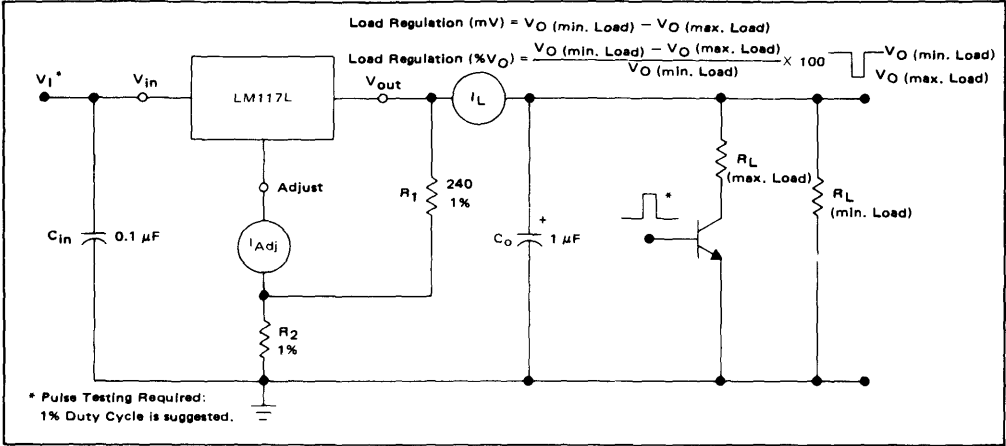 Load Regulation (mV) = VO (min. Load) – VO (max. Load)
Load Regulation (%VO) = VO (min. Load) – VO (max. Load) / VO (min. Load) X 100
VO (min. Load)
VO (max. Load)
VI*
Vin
LM117L
Vout
IL
Adjust
R1
240
1%
RL
(max. Load)
RL
(min. Load)
*
Cin
0.1 µF
IAdj
Co
+
1 µF
R2
1%
* Pulse Testing Required:
1% Duty Cycle is suggested.